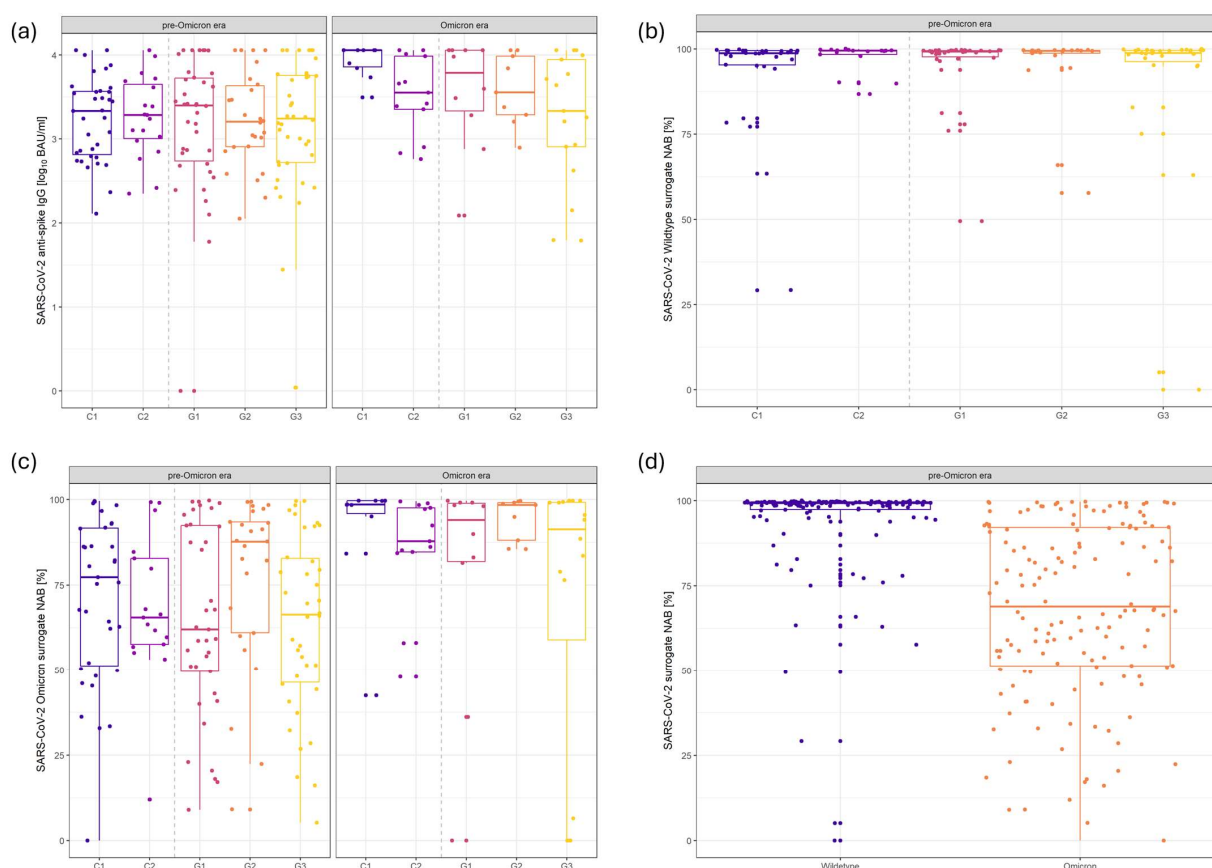 (a)
pre-Omicron era
Omicron era
SARS-CoV-2 anti-spike IgG [log10 BAU/ml]
4
3
2
1
0
C1
C2
G1
G2
G3
C1
C2
G1
G2
G3
(b)
pre-Omicron era
SARS-CoV-2 Wildtype surrogate NAB [%]
100
75
50
25
0
C1
C2
G1
G2
G3
(c)
pre-Omicron era
Omicron era
SARS-CoV-2 Omicron surrogate NAB [%]
100
75
50
25
0
C1
C2
G1
G2
G3
C1
C2
G1
G2
G3
(d)
pre-Omicron era
SARS-CoV-2 surrogate NAB [%]
100
75
50
25
0
Wildetype
Omicron